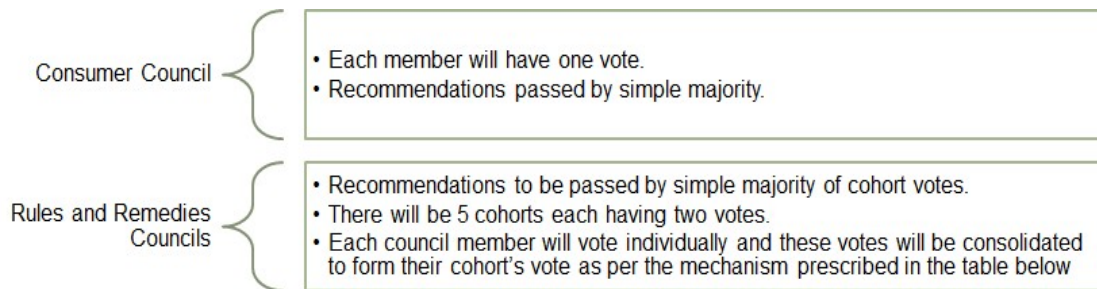 Consumer Council
• Each member will have one vote.
• Recommendations passed by simple majority.
Rules and Remedies
Councils
• Recommendations to be passed by simple majority of cohort votes.
• There will be 5 cohorts each having two votes.
• Each council member will vote individually and these votes will be consolidated
to form their cohort's vote as per the mechanism prescribed in the table below